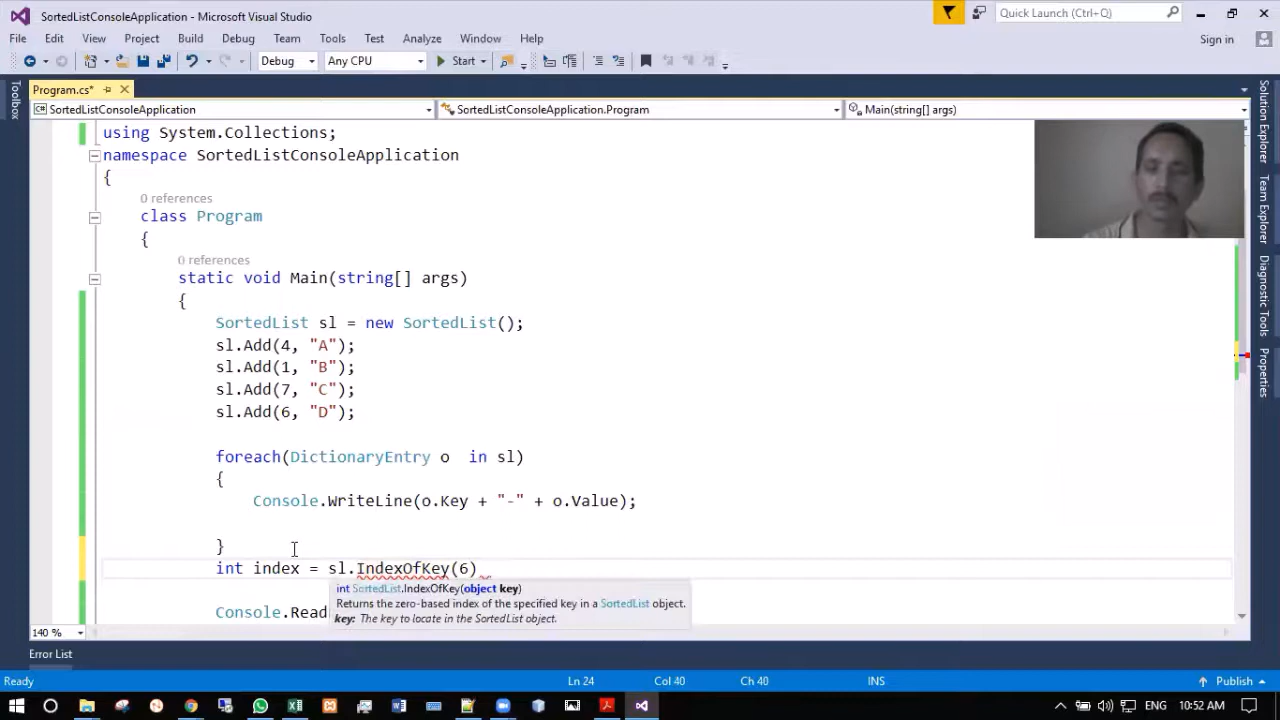 SortedListConsoleApplication - Microsoft Visual Studio
Quick Launch (Ctrl+Q)
File Edit View Project Build Debug Team Tools Test Analyze Window Help
Sign in
Debug Any CPU Start
Program.cs*
SortedListConsoleApplication SortedListConsoleApplication.Program Main(string[] args)
Toolbox
Solution Explorer
Team Explorer
Diagnostic Tools
Properties
using System.Collections;
namespace SortedListConsoleApplication
{
0 references
class Program
{
0 references
static void Main(string[] args)
{
SortedList sl = new SortedList();
sl.Add(4, "A");
sl.Add(1, "B");
sl.Add(7, "C");
sl.Add(6, "D");
foreach(DictionaryEntry o  in sl)
{
Console.WriteLine(o.Key + "-" + o.Value);
}
int index = sl.IndexOfKey(6)
int SortedList.IndexOfKey(object key)
Returns the zero-based index of the specified key in a SortedList object.
key: The key to locate in the SortedList object.
Console.Read
140 %
Error List
Ready Ln 24 Col 40 Ch 40 INS Publish
ENG 10:52 AM